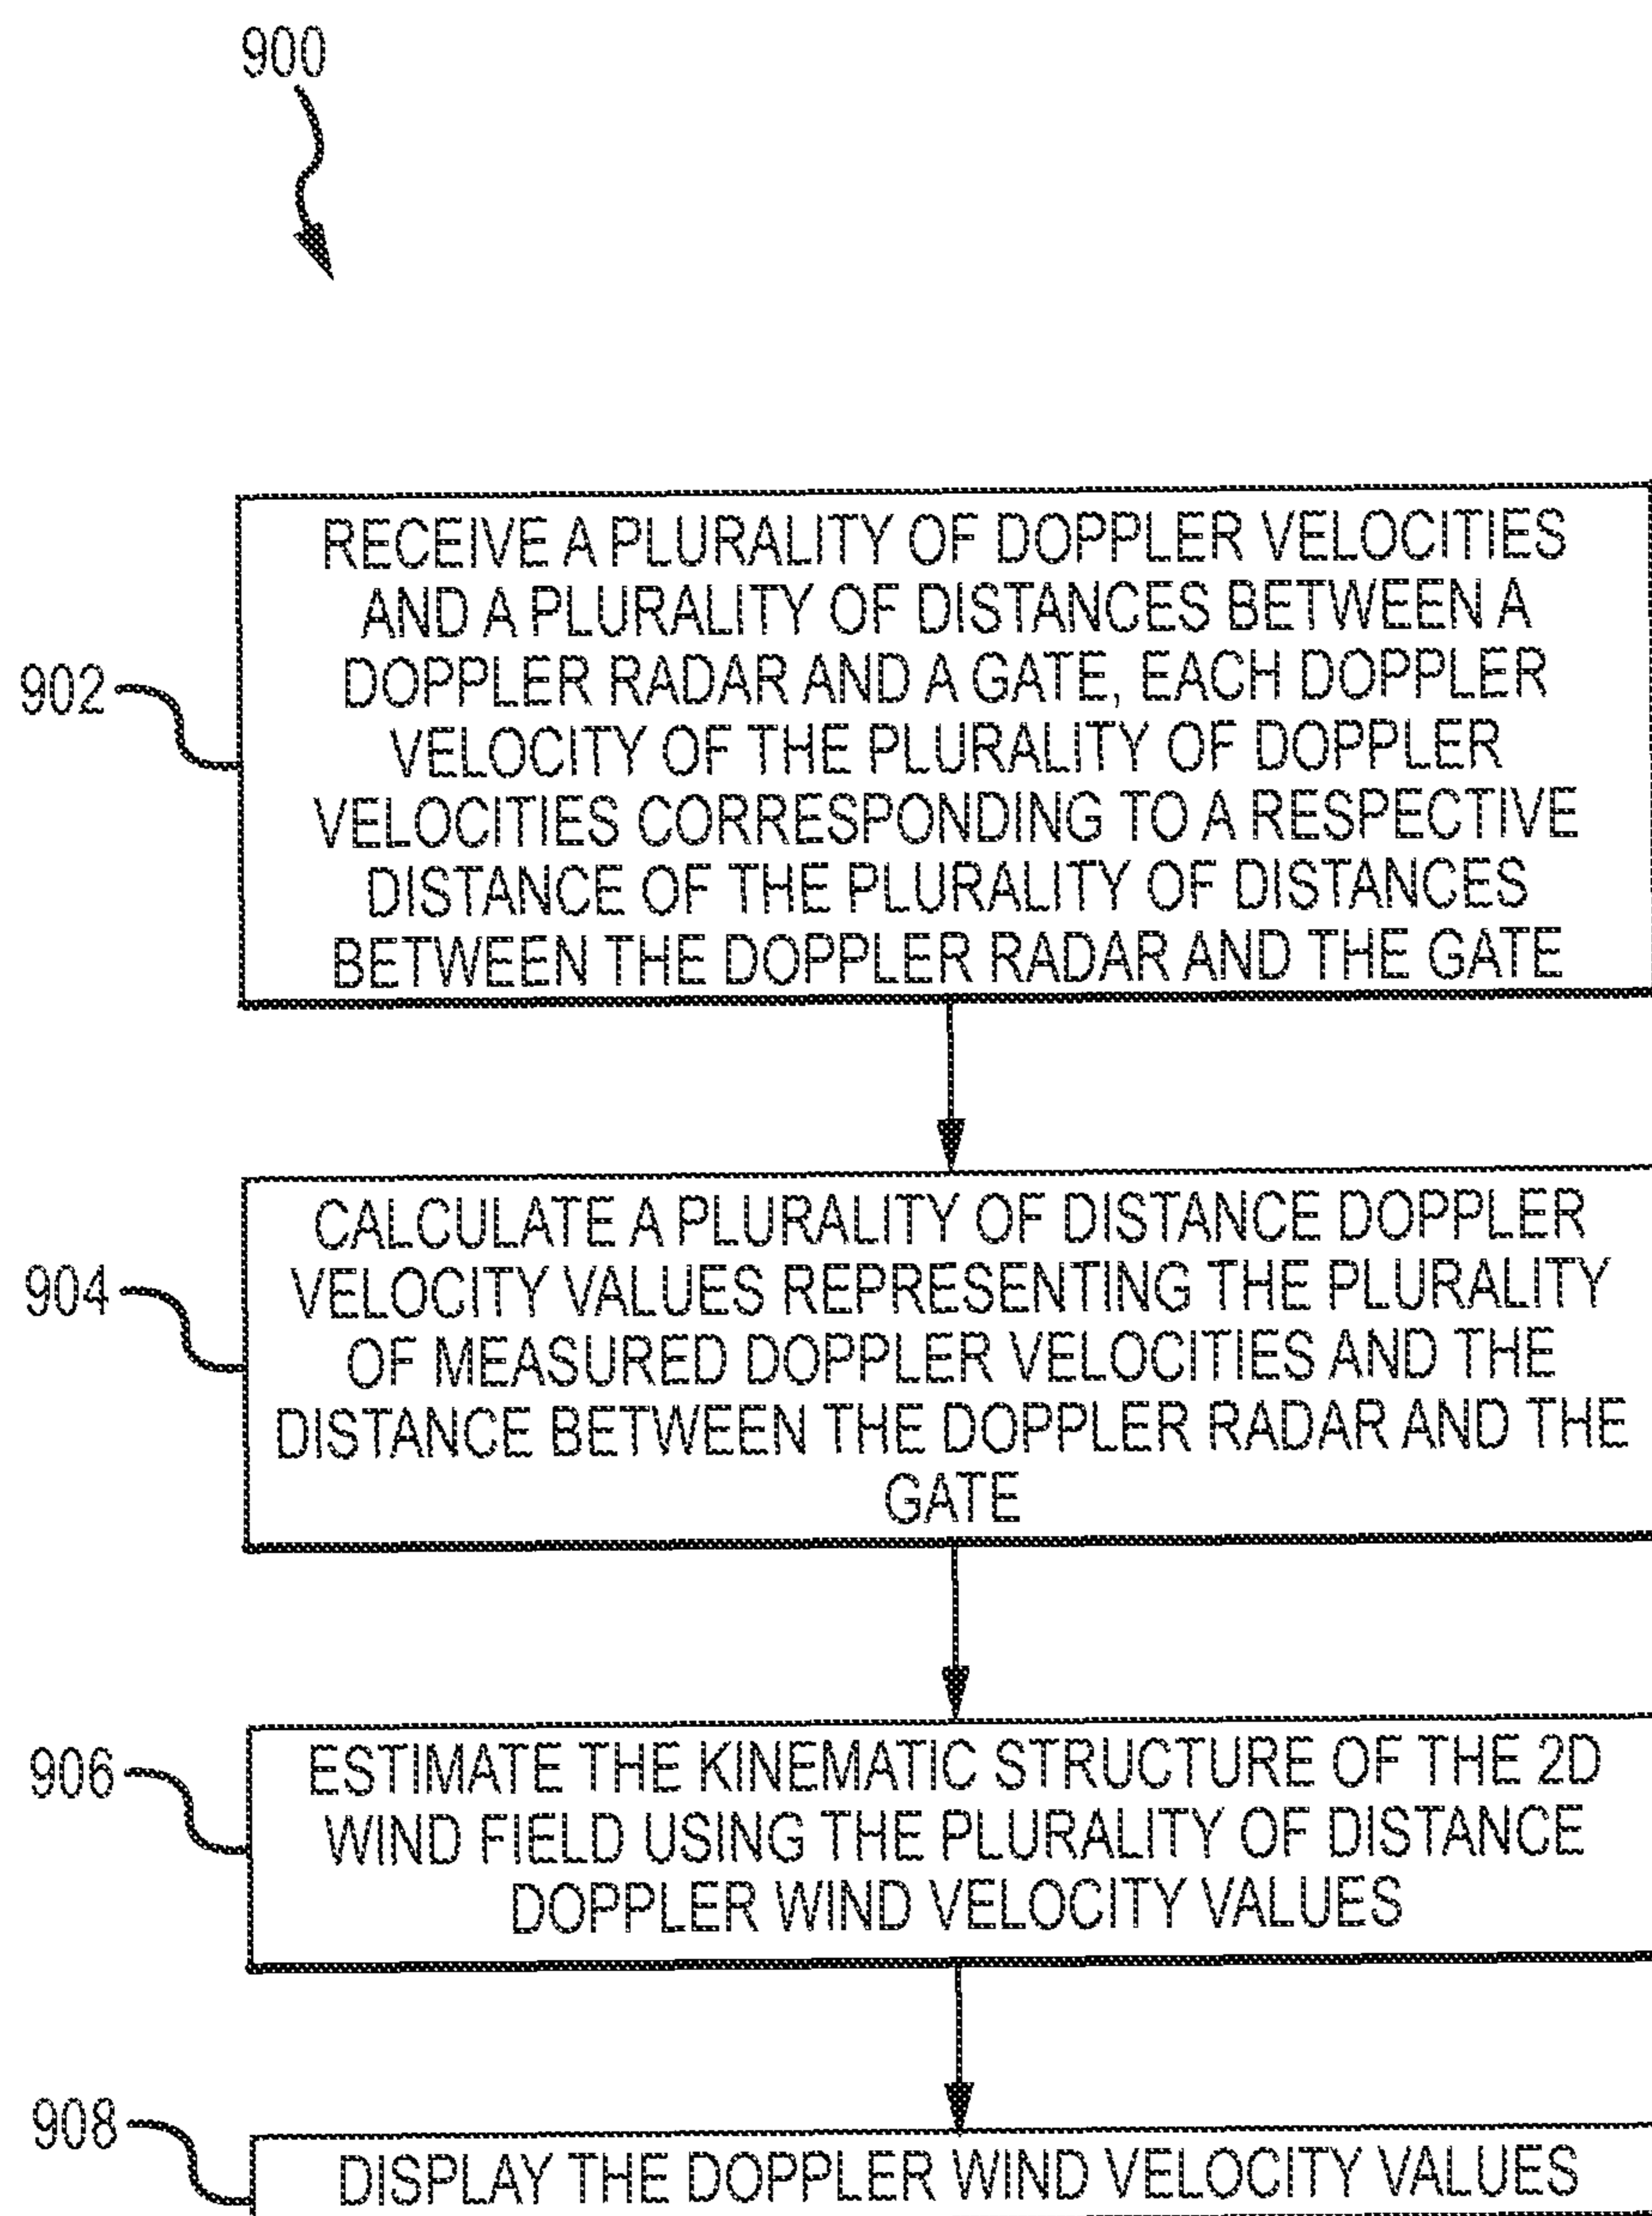 900
902
RECEIVE A PLURALITY OF DOPPLER VELOCITIES
AND A PLURALITY OF DISTANCES BETWEEN A
DOPPLER RADAR AND A GATE, EACH DOPPLER
VELOCITY OF THE PLURALITY OF DOPPLER
VELOCITIES CORRESPONDING TO A RESPECTIVE
DISTANCE OF THE PLURALITY OF DISTANCES
BETWEEN THE DOPPLER RADAR AND THE GATE
904
CALCULATE A PLURALITY OF DISTANCE DOPPLER
VELOCITY VALUES REPRESENTING THE PLURALITY
OF MEASURED DOPPLER VELOCITIES AND THE
DISTANCE BETWEEN THE DOPPLER RADAR AND THE
GATE
906
ESTIMATE THE KINEMATIC STRUCTURE OF THE 2D
WIND FIELD USING THE PLURALITY OF DISTANCE
DOPPLER WIND VELOCITY VALUES
908
DISPLAY THE DOPPLER WIND VELOCITY VALUES